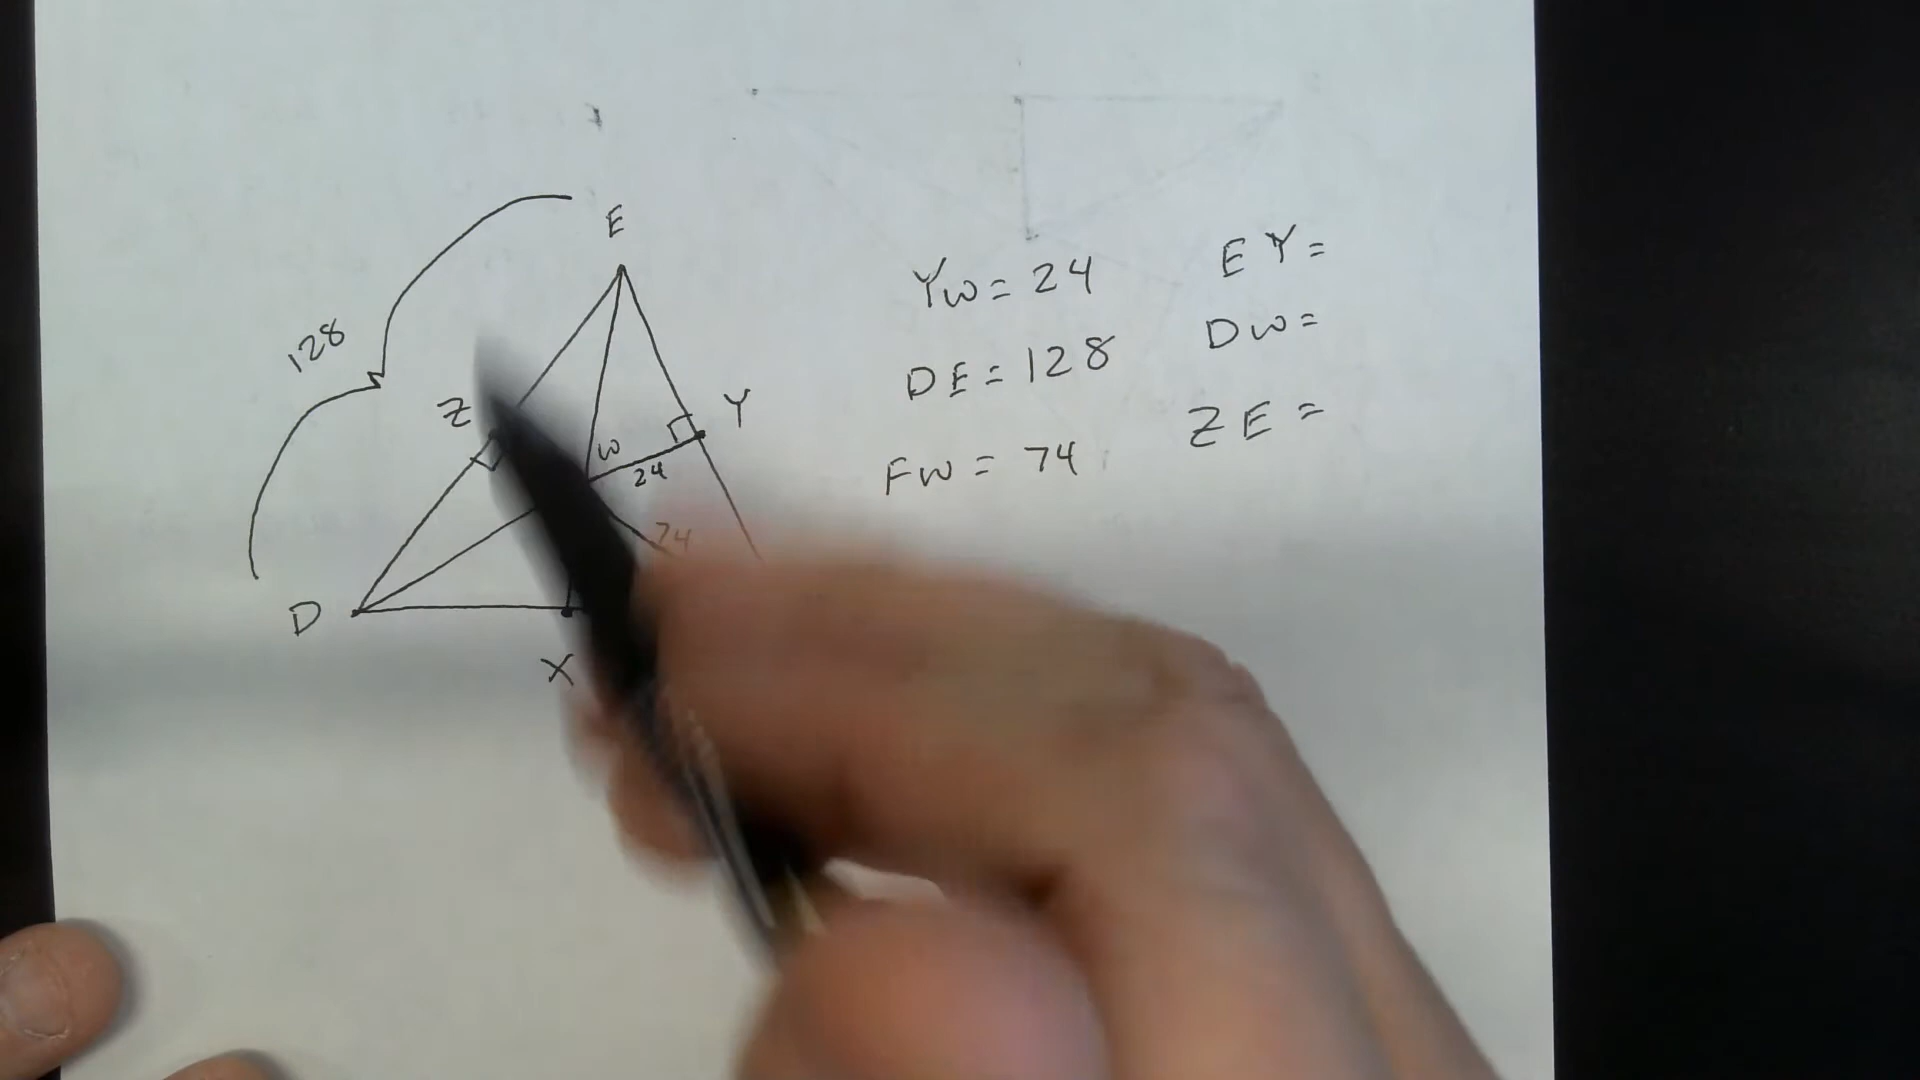 E
128
Z
Y
W
24
74
D
X
YW = 24
DE = 128
FW = 74
EY =
DW =
ZE =